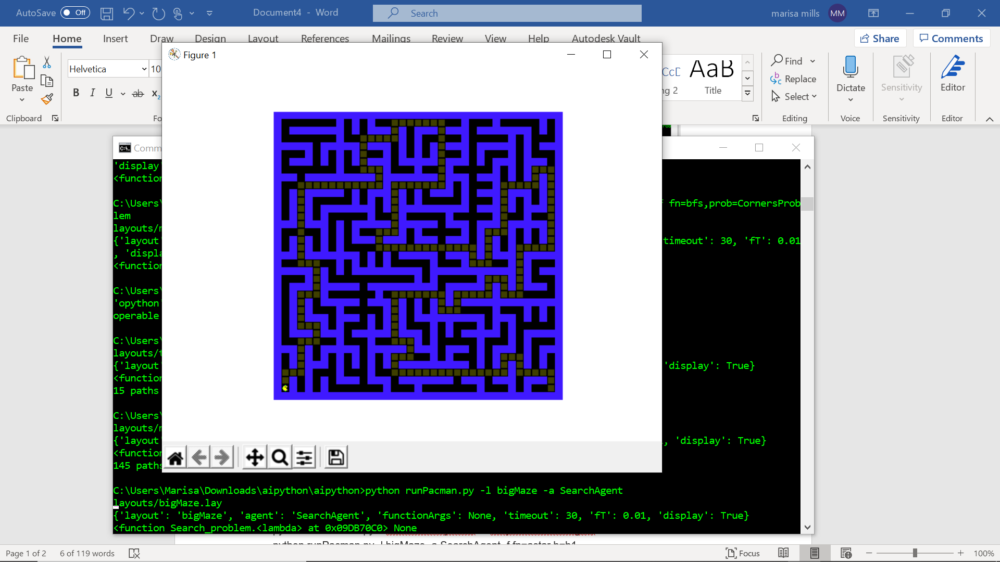 AutoSave Off Document4 - Word Search marisa mills MM
File Home Insert Draw Design Layout References Mailings Review View Help Autodesk Vault Share Comments
Figure 1
Helvetica 10
Paste
B I U ab x2
Clipboard
Fo
CcD AaB
ng 2 Title
Find
Replace
Select
Editing
Dictate
Voice
Sensitivity
Sensitivity
Editor
Editor
Comm
'display'
<function
C:\Users\ fn=bfs,prob=CornersProb
lem
layouts/
{'layout' timeout': 30, 'fT': 0.01
, 'displa
<function
C:\Users\
'opython'
operable
C:\Users\
layouts/t
{'layout' 'display': True}
<function
15 paths
C:\Users\
layouts/
{'layout' , 'display': True}
<function
145 paths
C:\Users\Marisa\Downloads\aipython\aipython>python runPacman.py -l bigMaze -a SearchAgent
layouts/bigMaze.lay
{'layout': 'bigMaze', 'agent': 'SearchAgent', 'functionArgs': None, 'timeout': 30, 'fT': 0.01, 'display': True}
<function Search_problem.<lambda> at 0x09DB70C0> None
python runPacman.py -l bigMaze -a SearchAgent -f fn=astar,h=h1
Page 1 of 2 6 of 119 words Focus 100%